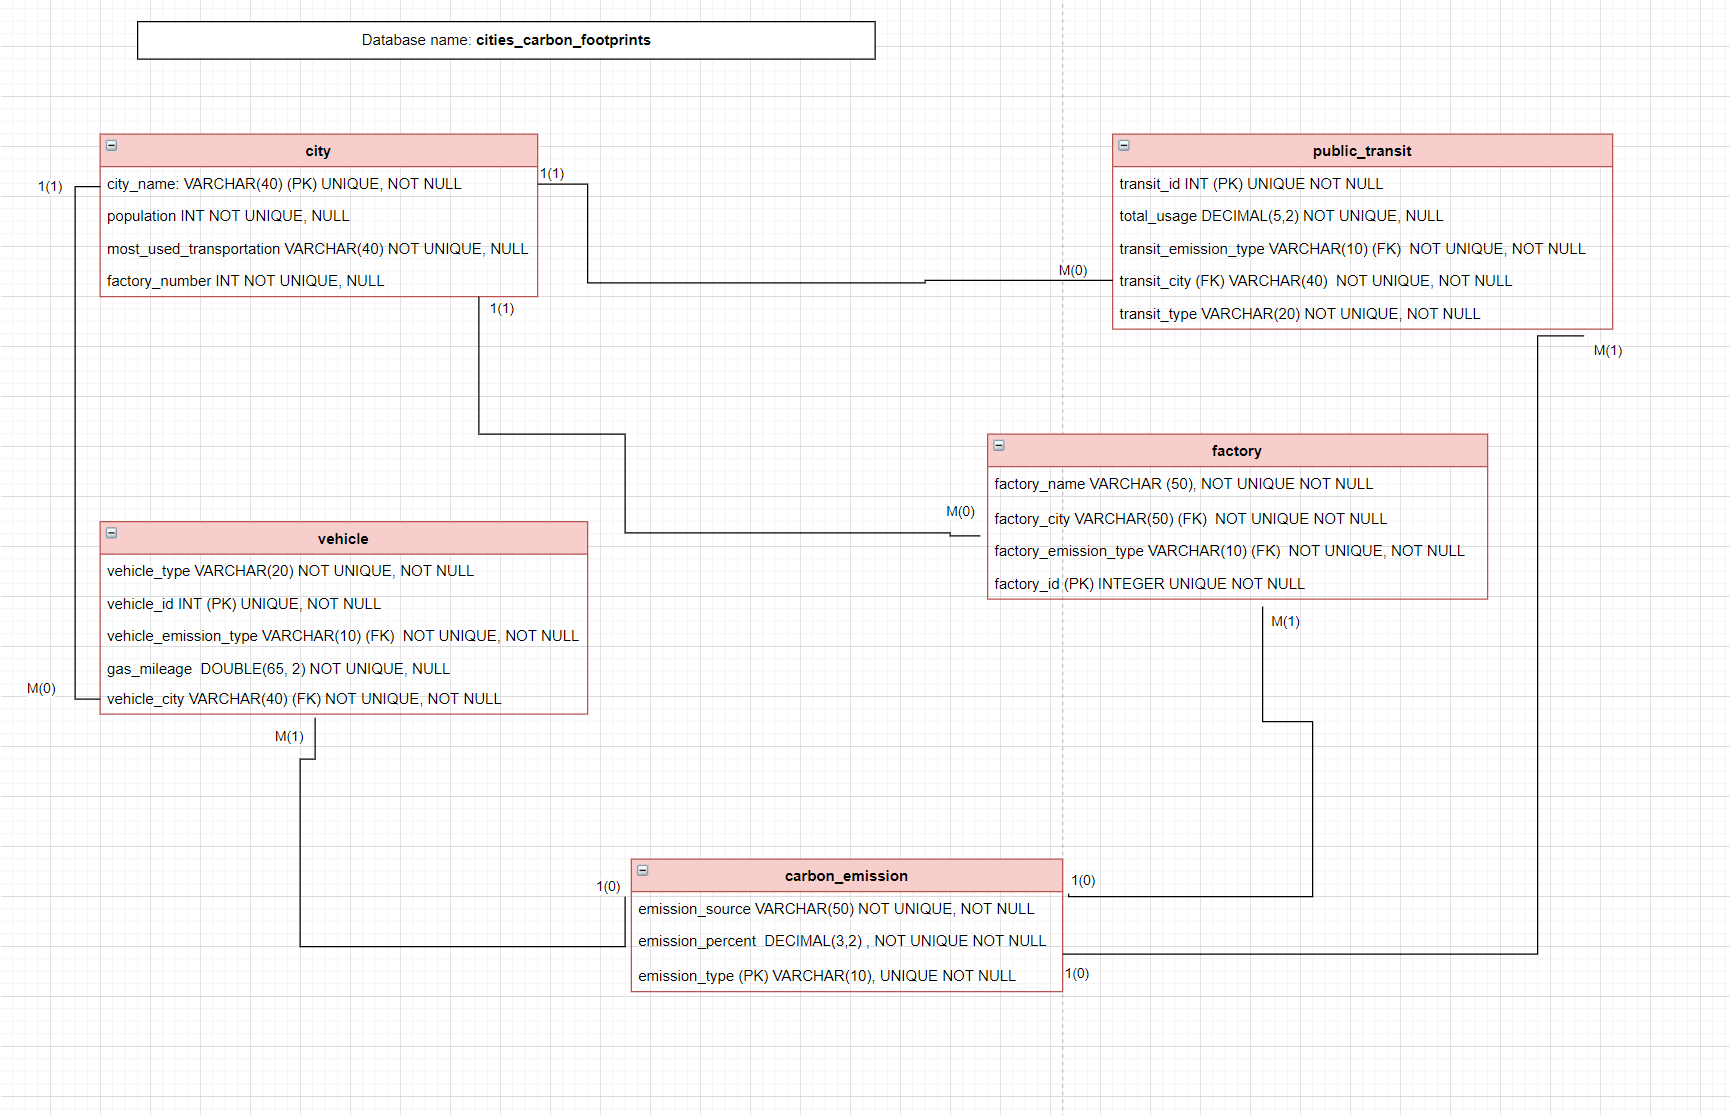 Database name: cities_carbon_footprints
city
city_name: VARCHAR(40) (PK) UNIQUE, NOT NULL
population INT NOT UNIQUE, NULL
most_used_transportation VARCHAR(40) NOT UNIQUE, NULL
factory_number INT NOT UNIQUE, NULL
1(1)
1(1)
1(1)
public_transit
transit_id INT (PK) UNIQUE NOT NULL
total_usage DECIMAL(5,2) NOT UNIQUE, NULL
transit_emission_type VARCHAR(10) (FK)  NOT UNIQUE, NOT NULL
transit_city (FK) VARCHAR(40)  NOT UNIQUE, NOT NULL
transit_type VARCHAR(20) NOT UNIQUE, NOT NULL
M(0)
M(1)
factory
factory_name VARCHAR (50), NOT UNIQUE NOT NULL
factory_city VARCHAR(50) (FK)  NOT UNIQUE NOT NULL
factory_emission_type VARCHAR(10) (FK)  NOT UNIQUE, NOT NULL
factory_id (PK) INTEGER UNIQUE NOT NULL
M(0)
M(1)
vehicle
vehicle_type VARCHAR(20) NOT UNIQUE, NOT NULL
vehicle_id INT (PK) UNIQUE, NOT NULL
vehicle_emission_type VARCHAR(10) (FK)  NOT UNIQUE, NOT NULL
gas_mileage  DOUBLE(65, 2) NOT UNIQUE, NULL
vehicle_city VARCHAR(40) (FK) NOT UNIQUE, NOT NULL
M(0)
M(1)
carbon_emission
emission_source VARCHAR(50) NOT UNIQUE, NOT NULL
emission_percent  DECIMAL(3,2) , NOT UNIQUE NOT NULL
emission_type (PK) VARCHAR(10), UNIQUE NOT NULL
1(0)
1(0)
1(0)